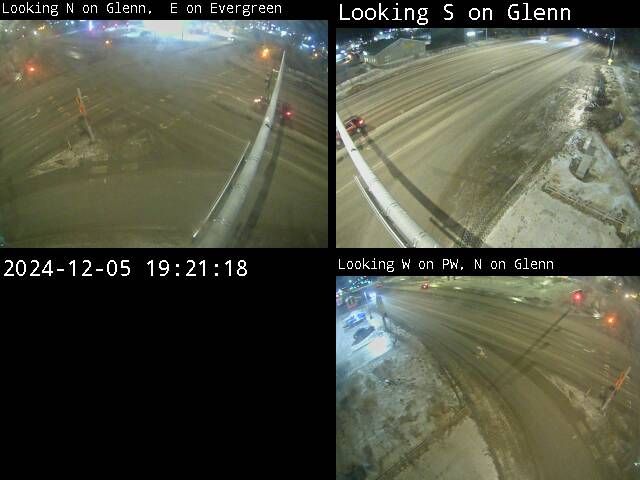 Looking N on Glenn,  E on Evergreen
Looking S on Glenn
2024-12-05 19:21:18
Looking W on PW, N on Glenn